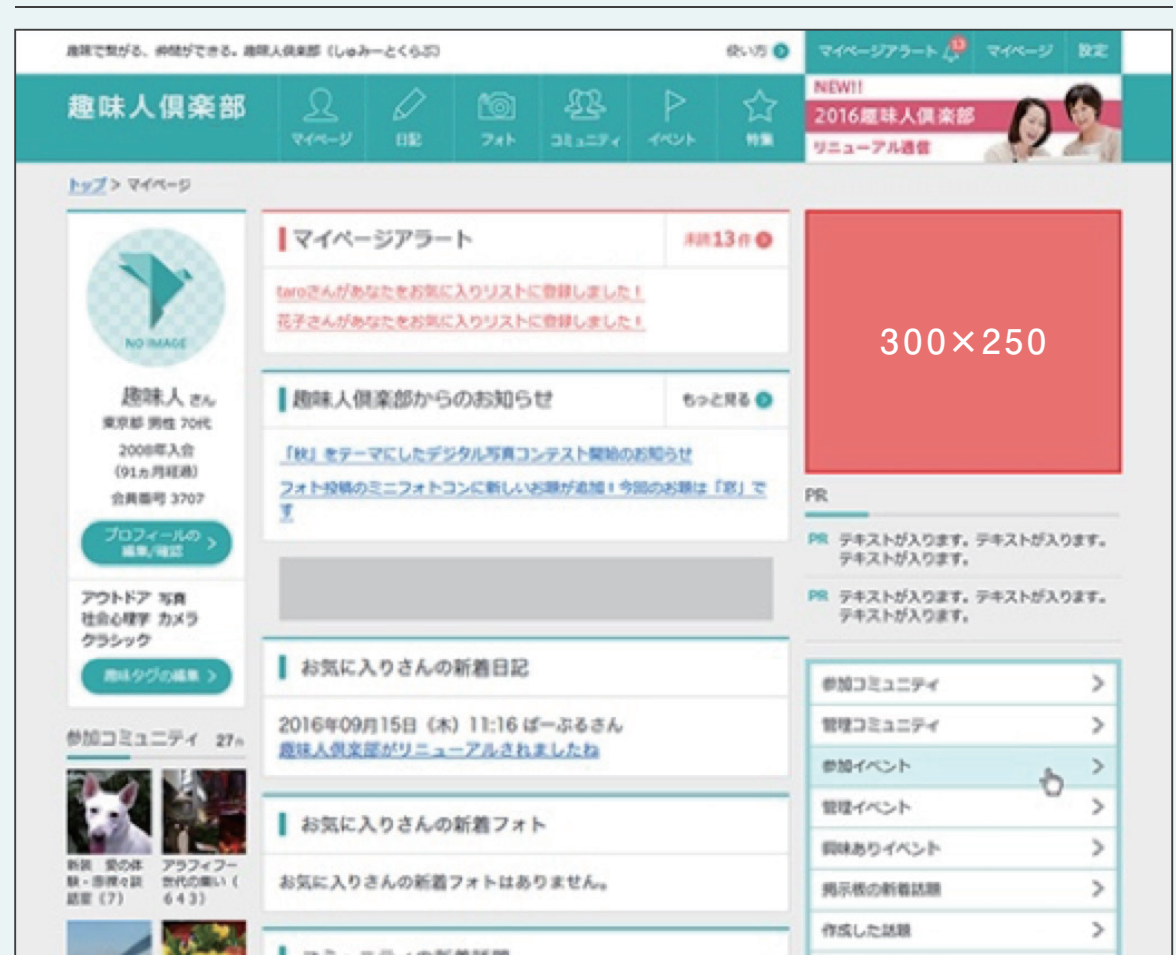 趣味で繋がる、仲間ができる。趣味人倶楽部（しゅみーとくらぶ）
使い方
マイページアラート 13
マイページ
設定
趣味人倶楽部
マイページ
日記
フォト
コミュニティ
イベント
特集
NEW!!
2016趣味人倶楽部
リニューアル通信
トップ > マイページ
NO IMAGE
趣味人 さん
東京都 男性 70代
2008年入会
（91ヵ月経過）
会員番号 3707
プロフィールの
編集/確認
アウトドア 写真
社会心理学 カメラ
クラシック
趣味タグの編集
参加コミュニティ 27件
アラフィフー
世代の集い（
643）
マイページアラート
未読13件
taroさんがあなたをお気に入りリストに登録しました！
花子さんがあなたをお気に入りリストに登録しました！
趣味人倶楽部からのお知らせ
もっと見る
「秋」をテーマにしたデジタル写真コンテスト開始のお知らせ
フォト投稿のミニフォトコンに新しいお題が追加！今回のお題は「窓」で
す
お気に入りさんの新着日記
2016年09月15日（木）11:16 ぱーぷるさん
趣味人倶楽部がリニューアルされましたね
お気に入りさんの新着フォト
お気に入りさんの新着フォトはありません。
300×250
PR
PR テキストが入ります。テキストが入ります。
テキストが入ります。
PR テキストが入ります。テキストが入ります。
テキストが入ります。
参加コミュニティ
管理コミュニティ
参加イベント
管理イベント
興味ありイベント
掲示板の新着話題
作成した話題